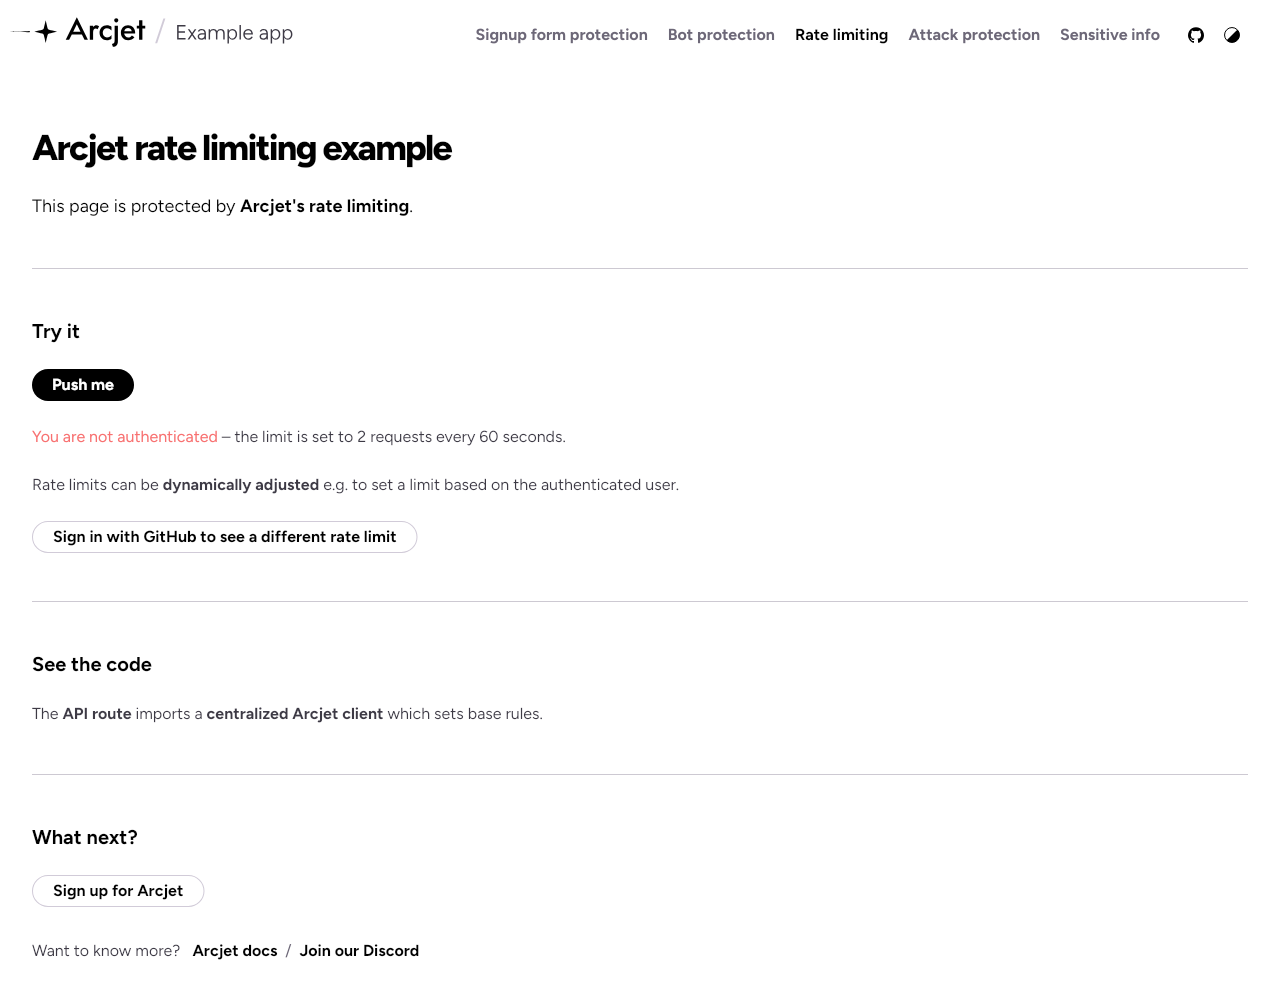 Arcjet / Example app
Signup form protection Bot protection Rate limiting Attack protection Sensitive info
Arcjet rate limiting example
This page is protected by Arcjet's rate limiting.
Try it
Push me
You are not authenticated – the limit is set to 2 requests every 60 seconds.
Rate limits can be dynamically adjusted e.g. to set a limit based on the authenticated user.
Sign in with GitHub to see a different rate limit
See the code
The API route imports a centralized Arcjet client which sets base rules.
What next?
Sign up for Arcjet
Want to know more? Arcjet docs / Join our Discord